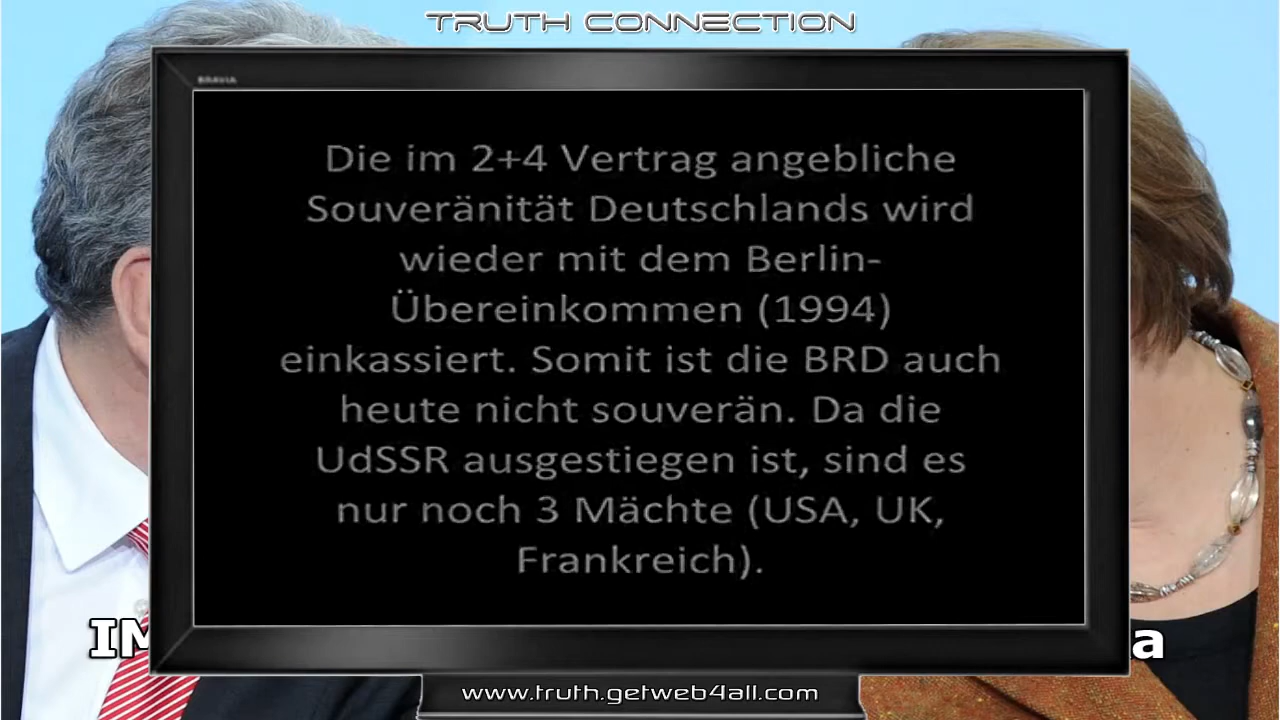 TRUTH CONNECTION
BRAVIA
Die im 2+4 Vertrag angebliche
Souveränität Deutschlands wird
wieder mit dem Berlin-
Übereinkommen (1994)
einkassiert. Somit ist die BRD auch
heute nicht souverän. Da die
UdSSR ausgestiegen ist, sind es
nur noch 3 Mächte (USA, UK,
Frankreich).
www.truth.getweb4all.com